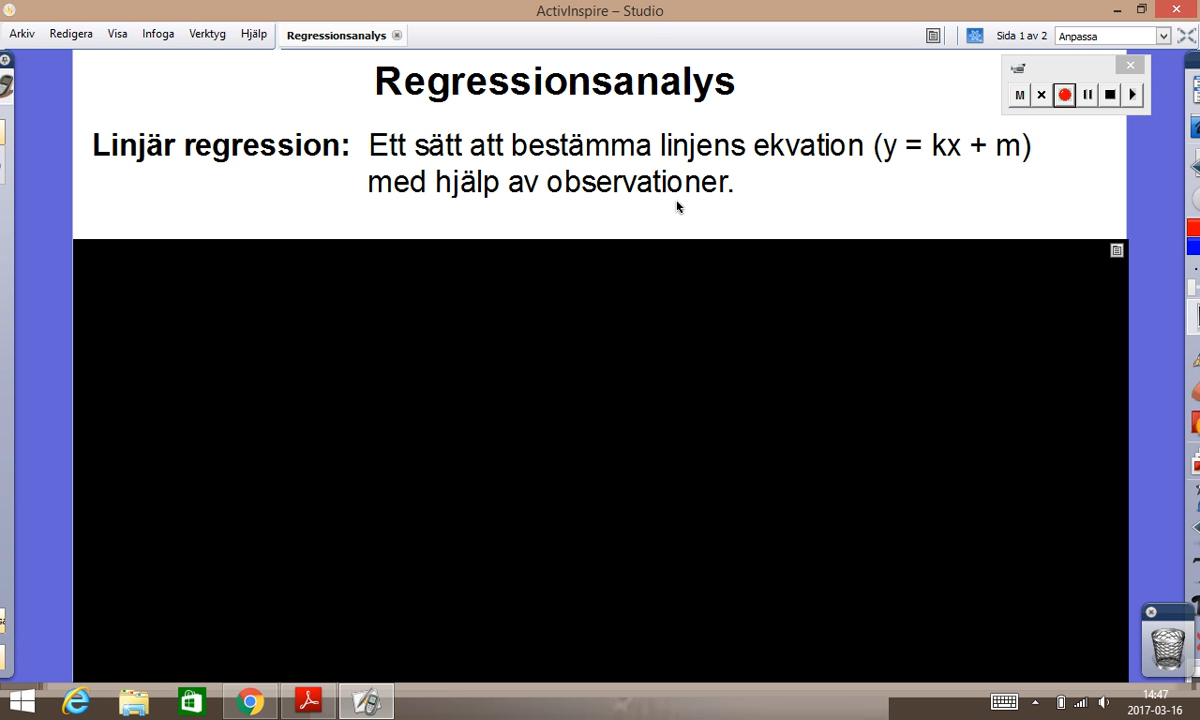 ActivInspire – Studio
Arkiv Redigera Visa Infoga Verktyg Hjälp Regressionsanalys Sida 1 av 2 Anpassa
Regressionsanalys
M
Linjär regression: Ett sätt att bestämma linjens ekvation (y = kx + m)
med hjälp av observationer.
14:47
2017-03-16